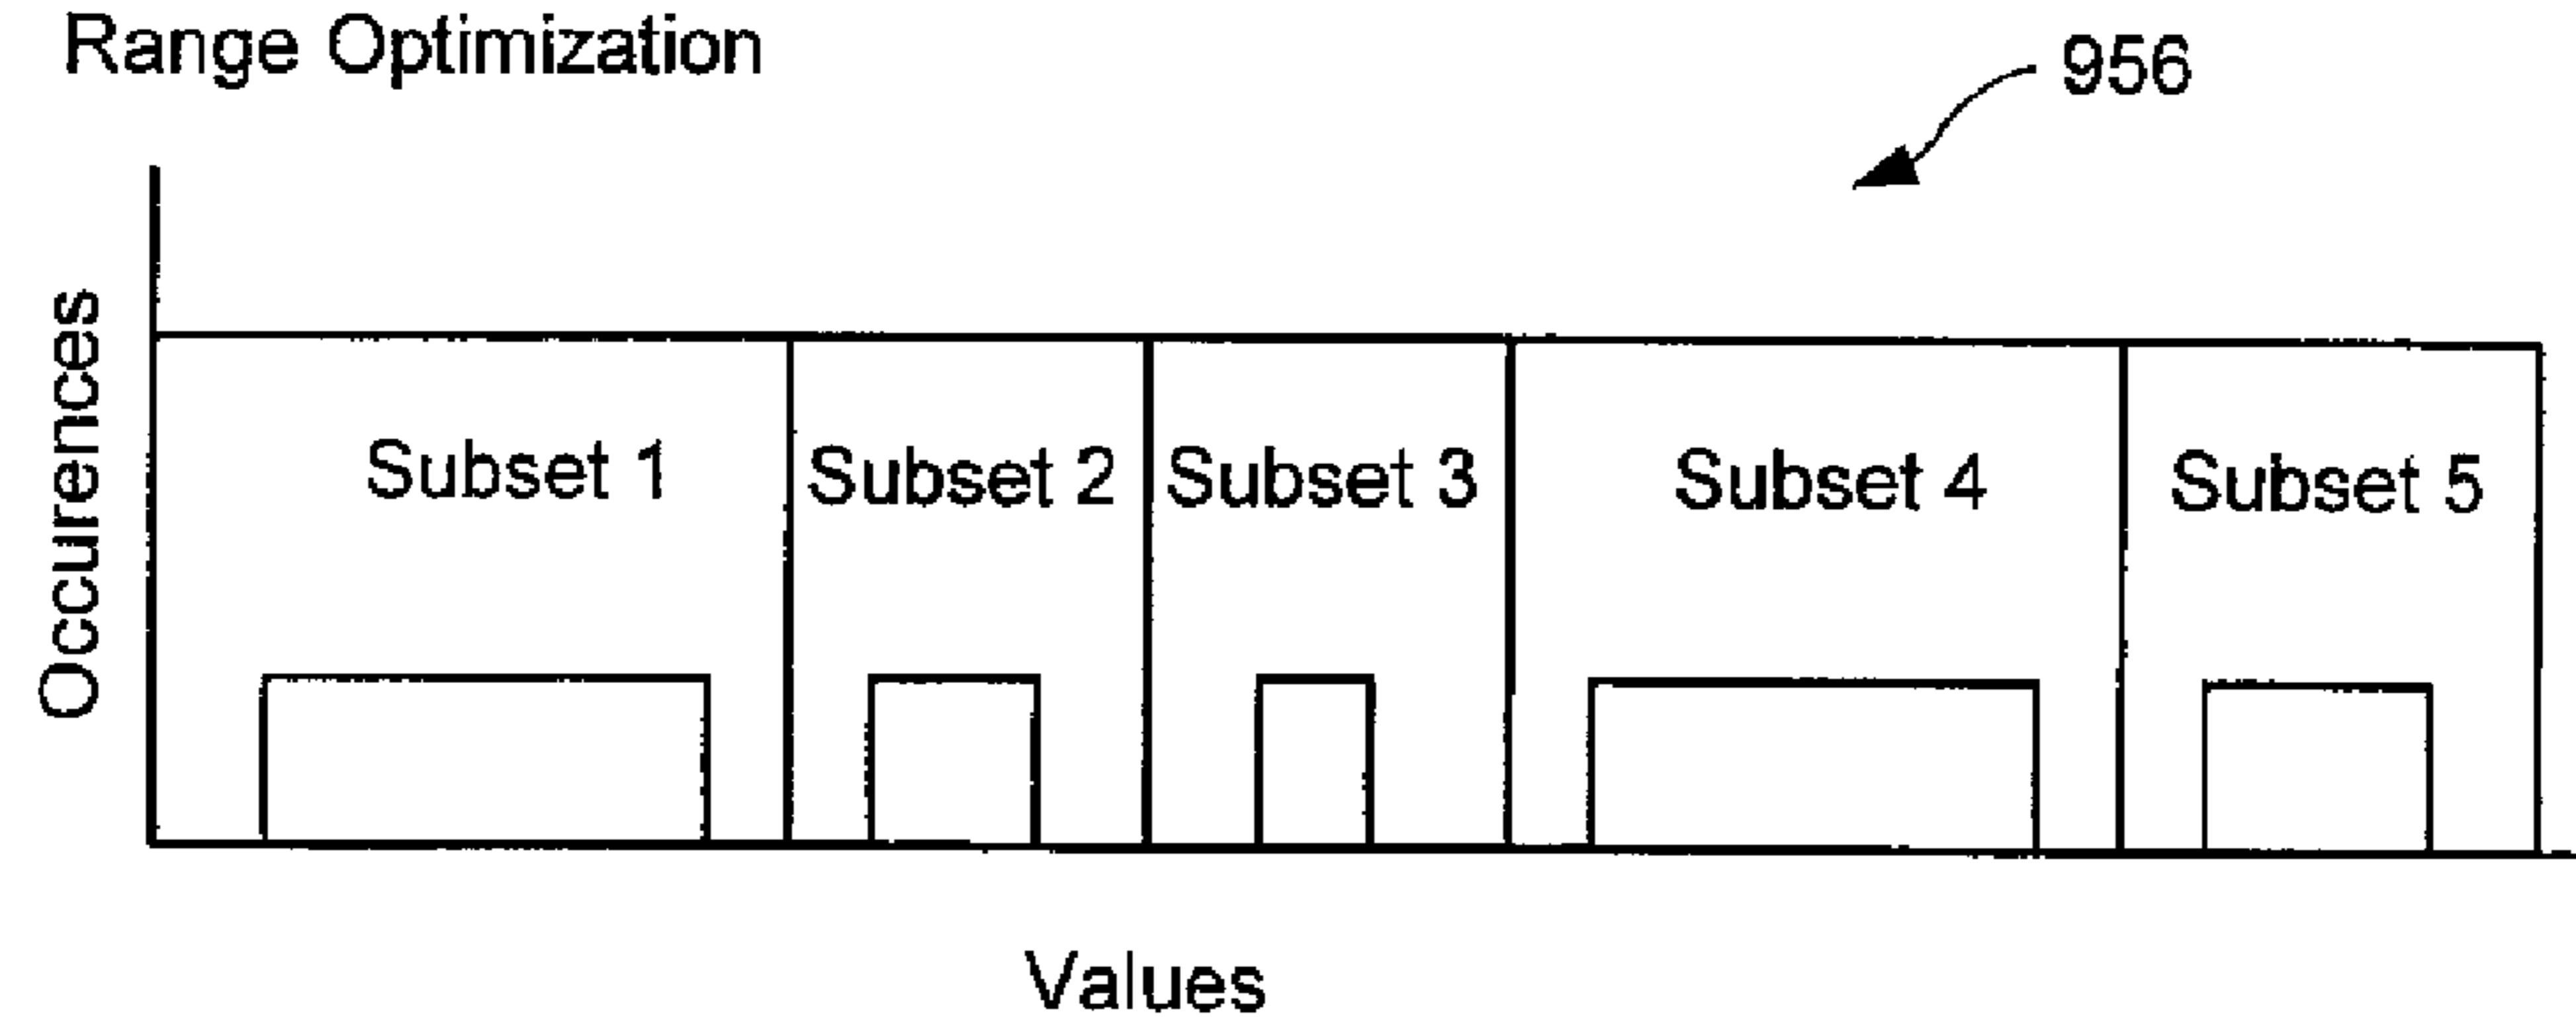 Range Optimization
956
Occurences
Subset 1
Subset 2
Subset 3
Subset 4
Subset 5
Values